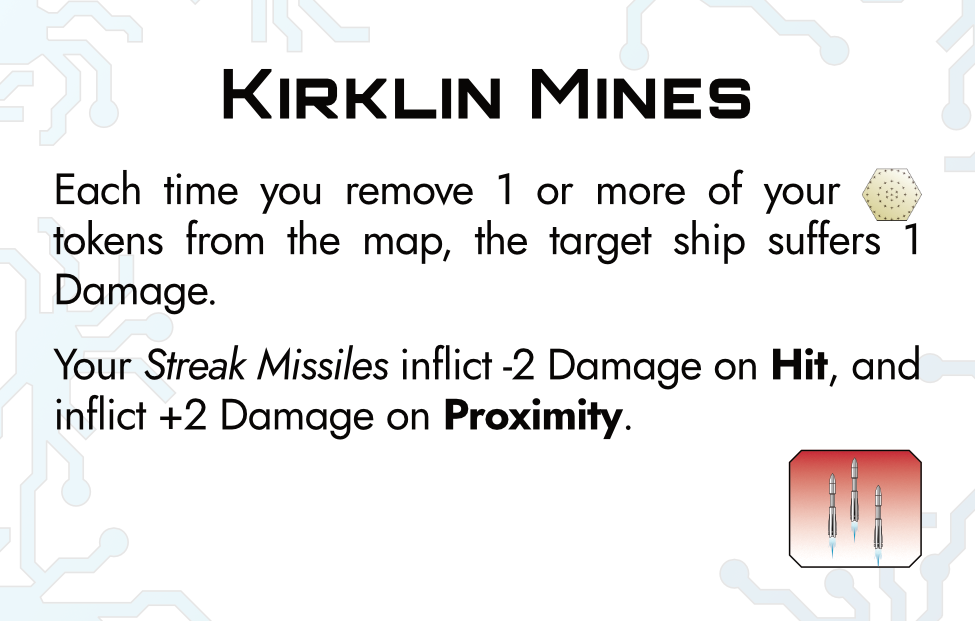 Kirklin Mines
Each time you remove 1 or more of your
tokens from the map, the target ship suffers 1
Damage.
Your Streak Missiles inflict -2 Damage on Hit, and
inflict +2 Damage on Proximity.